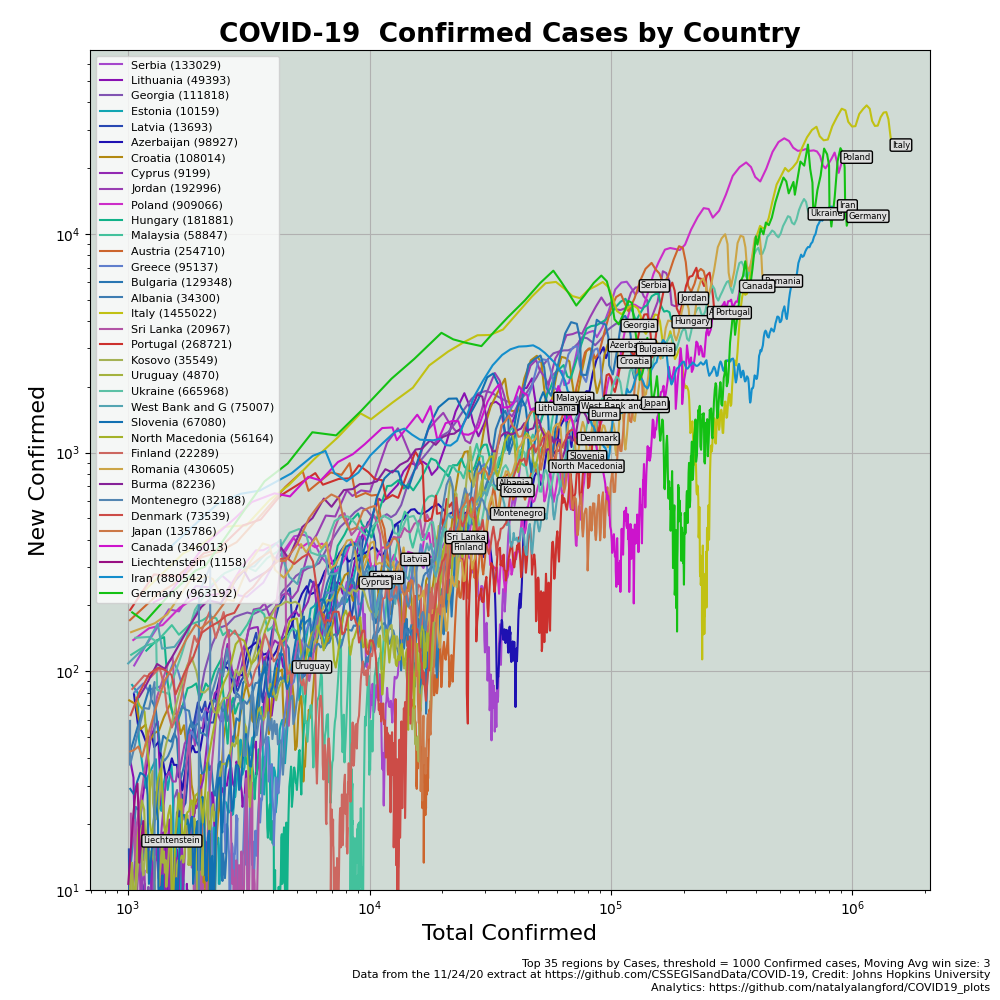 COVID-19  Confirmed Cases by Country
Serbia (133029)
Lithuania (49393)
Georgia (111818)
Estonia (10159)
Latvia (13693)
Azerbaijan (98927)
Croatia (108014)
Cyprus (9199)
Jordan (192996)
Poland (909066)
Hungary (181881)
Malaysia (58847)
Austria (254710)
Greece (95137)
Bulgaria (129348)
Albania (34300)
Italy (1455022)
Sri Lanka (20967)
Portugal (268721)
Kosovo (35549)
Uruguay (4870)
Ukraine (665968)
West Bank and G (75007)
Slovenia (67080)
North Macedonia (56164)
Finland (22289)
Romania (430605)
Burma (82236)
Montenegro (32188)
Denmark (73539)
Japan (135786)
Canada (346013)
Liechtenstein (1158)
Iran (880542)
Germany (963192)
Italy
Poland
Iran
Ukraine
Germany
Romania
Canada
Serbia
Jordan
Portugal
Hungary
Georgia
Bulgaria
Croatia
Malaysia
Lithuania
West Bank and
Japan
Burma
Denmark
Slovenia
North Macedonia
Albania
Kosovo
Montenegro
Sri Lanka
Finland
Latvia
Cyprus
Uruguay
Liechtenstein
10⁴
10³
10²
10¹
New Confirmed
10³ 10⁴ 10⁵ 10⁶
Total Confirmed
Top 35 regions by Cases, threshold = 1000 Confirmed cases, Moving Avg win size: 3
Data from the 11/24/20 extract at https://github.com/CSSEGISandData/COVID-19, Credit: Johns Hopkins University
Analytics: https://github.com/natalyalangford/COVID19_plots